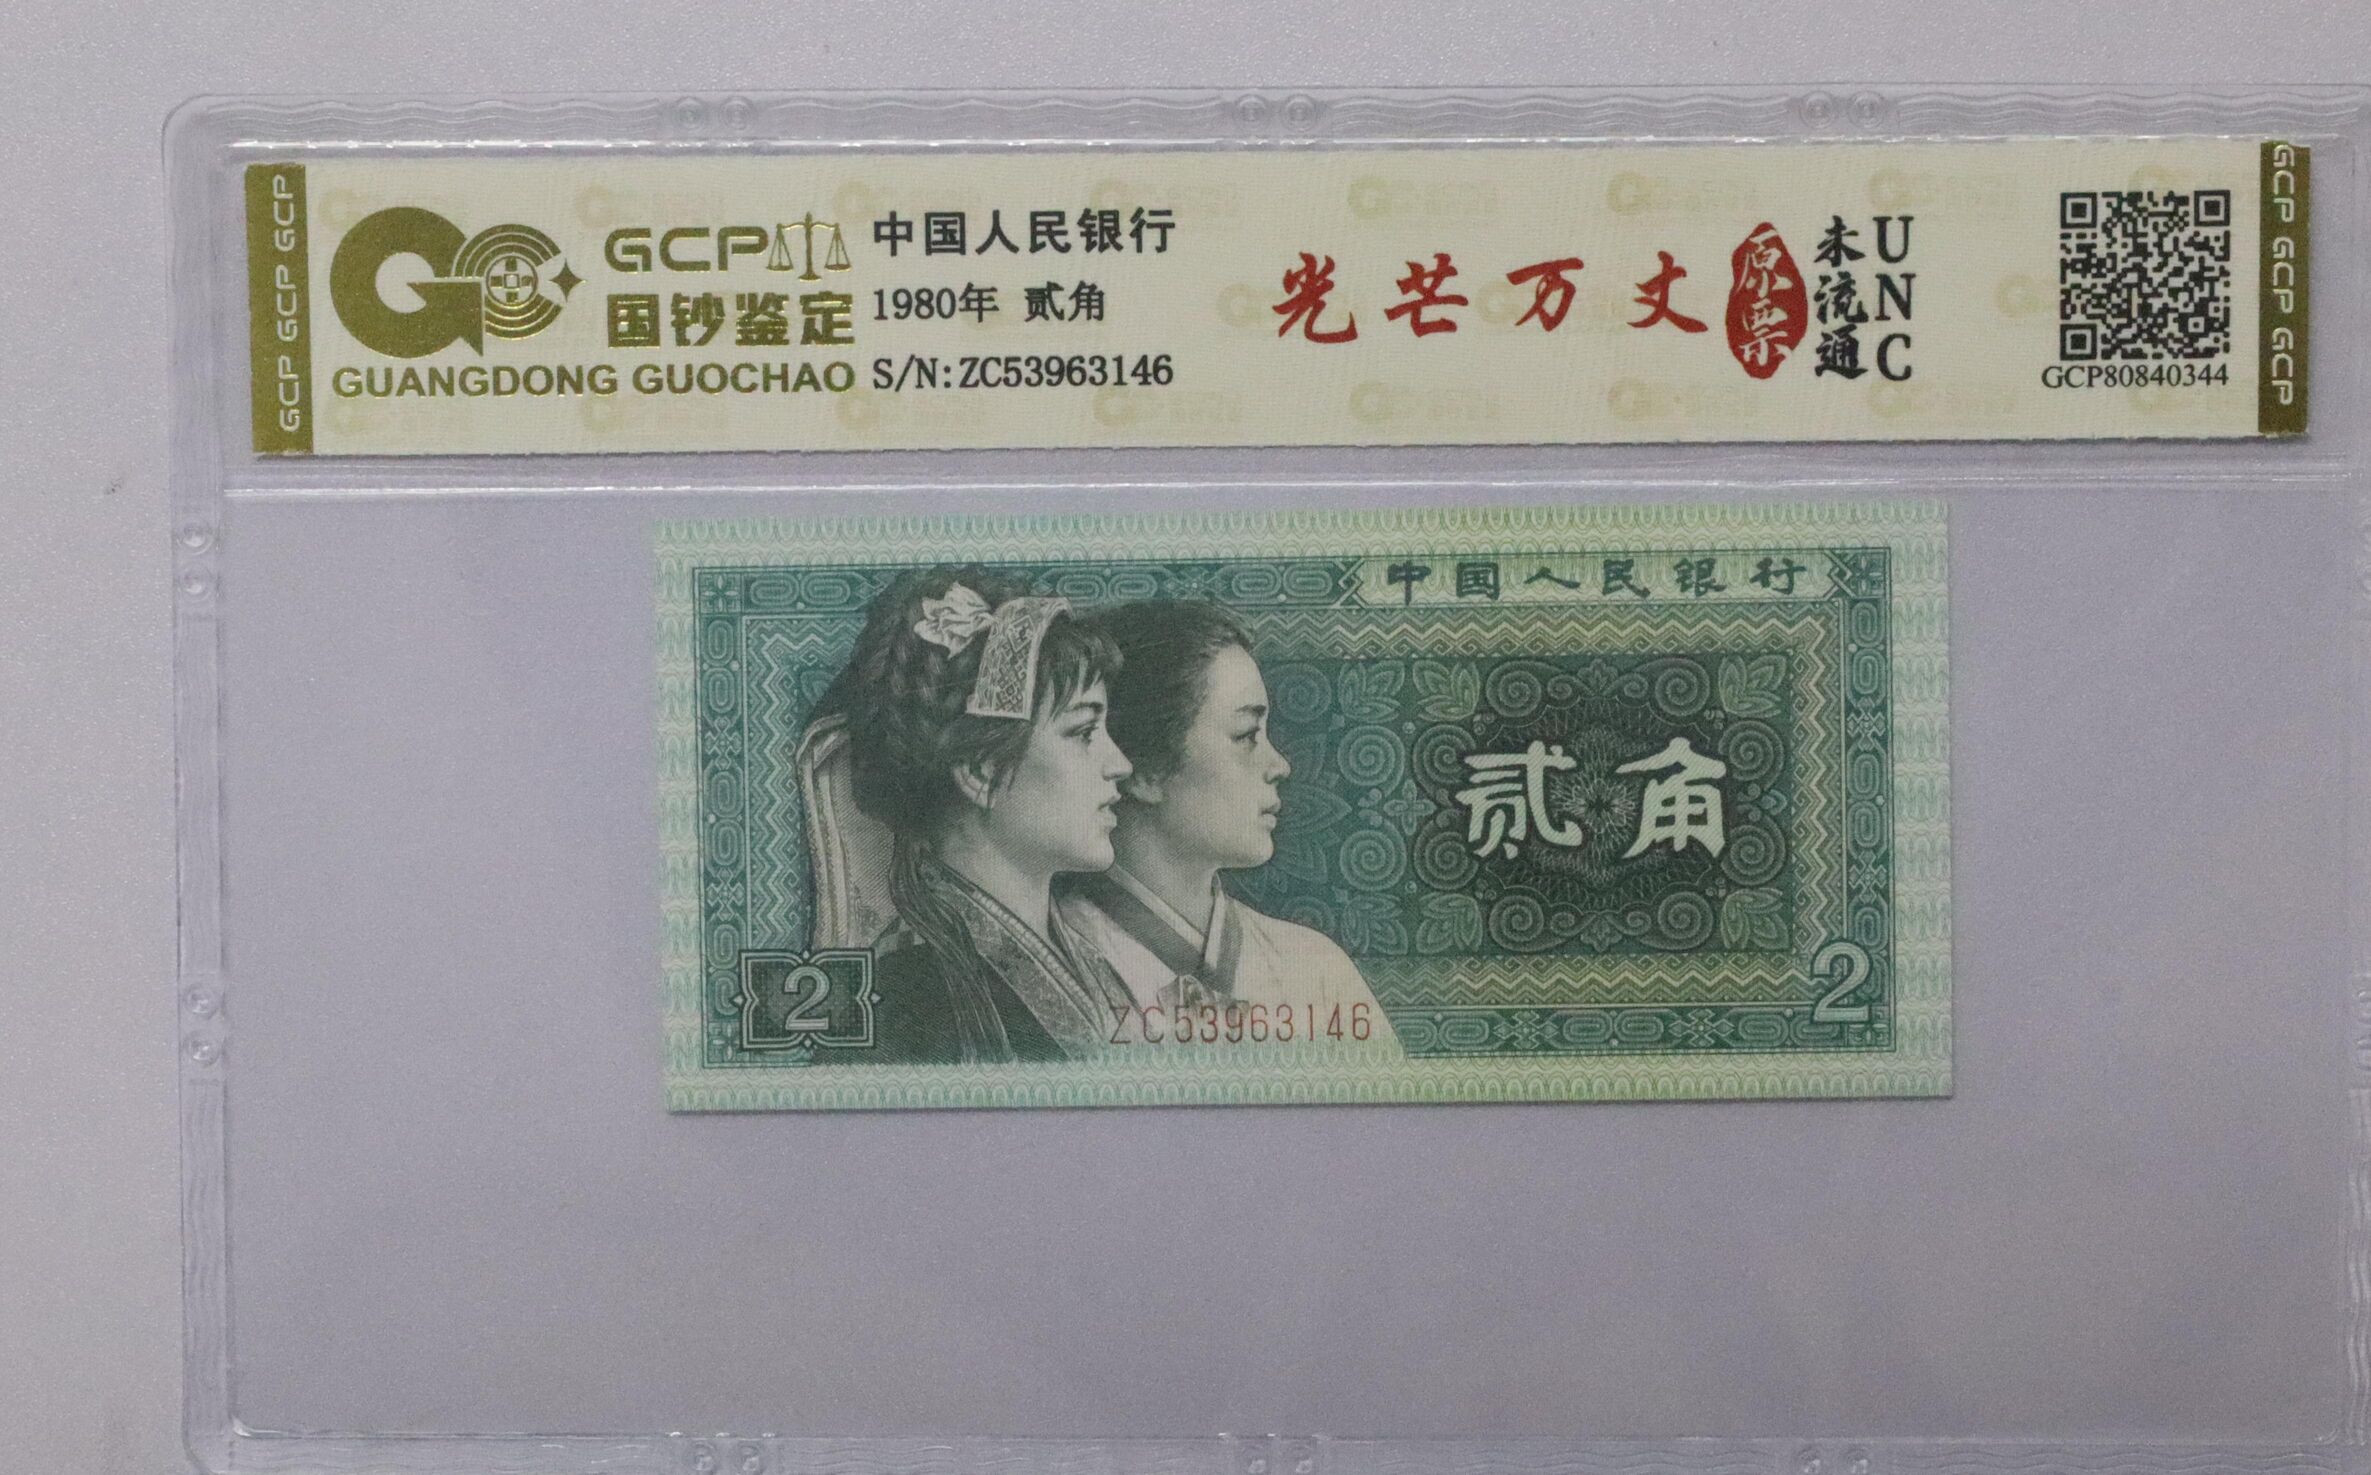 GCP GCP GCP
GCP
国钞鉴定
GUANGDONG GUOCHAO
中国人民银行
1980年 贰角
S/N:ZC53963146
光芒万丈
原票
未流通
UNC
GCP80840344
GCP GCP GCP
中国人民银行
贰角
2
2
ZC53963146